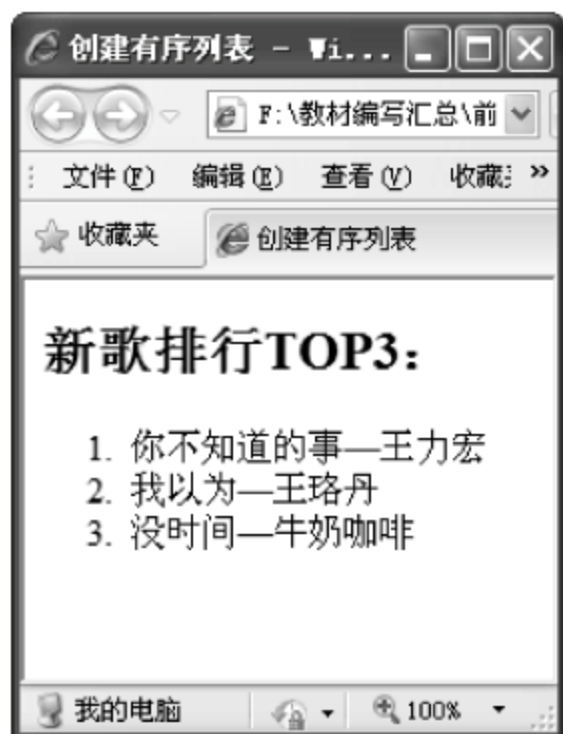 创建有序列表 - Wi...
F:\教材编写汇总\前
文件(F) 编辑(E) 查看(V) 收藏 »
收藏夹 创建有序列表
新歌排行TOP3：
1. 你不知道的事—王力宏
2. 我以为—王珞丹
3. 没时间—牛奶咖啡
我的电脑 100%